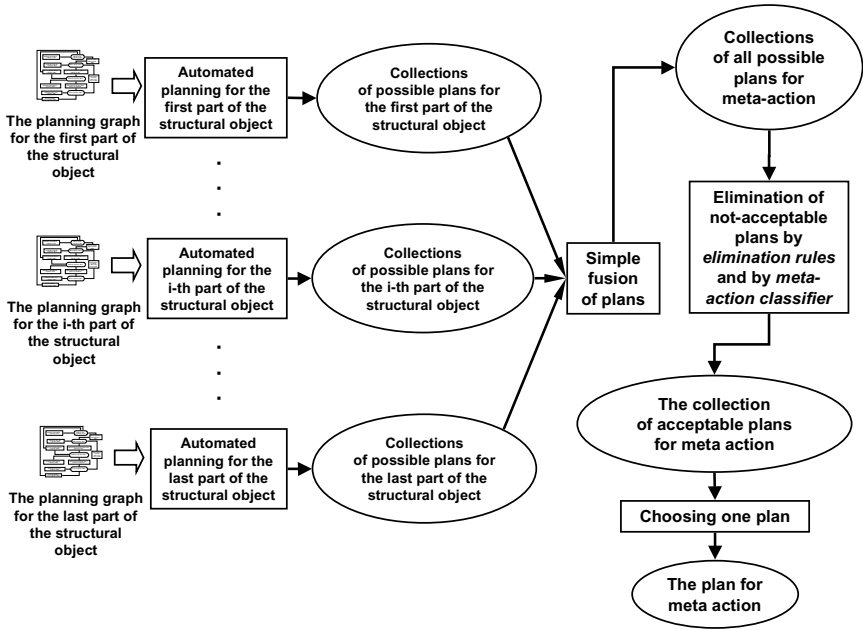 The planning graph
for the first part of
the structural
object
Automated
planning for the
first part of the
structural object
Collections
of possible plans for
the first part of the
structural object
The planning graph
for the i-th part of
the structural
object
Automated
planning for the
i-th part of the
structural object
Collections
of possible plans for
the i-th part of the
structural object
The planning graph
for the last part of
the structural
object
Automated
planning for the
last part of the
structural object
Collections
of possible plans for
the last part of the
structural object
Simple
fusion
of plans
Collections
of all possible
plans for
meta-action
Elimination of
not-acceptable
plans by
elimination rules
and by meta-
action classifier
The collection
of acceptable plans
for meta action
Choosing one plan
The plan for
meta action